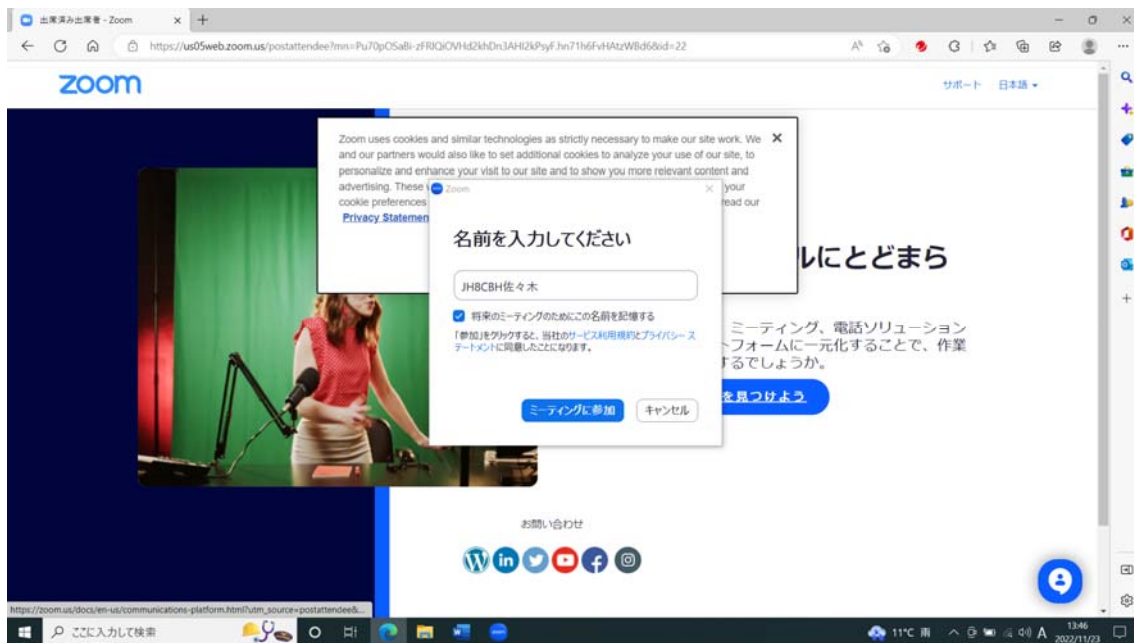 出席済み出席者 - Zoom
https://us05web.zoom.us/postattendee?mn=
zoom
サポート 日本語
Zoom uses cookies and similar technologies as strictly necessary to make our site work. We
and our partners would also like to set additional cookies to analyze your use of our site, to
personalize and enhance your visit to our site and to show you more relevant content and
advertising. These
your
cookie preferences
read our
Privacy Statemen
Zoom
名前を入力してください
JH8CBH佐々木
将来のミーティングのためにこの名前を記憶する
「参加」をクリックすると、当社のサービス利用規約とプライバシー ス
テートメントに同意したことになります。
ミーティングに参加 キャンセル
ルにとどまら
ミーティング、電話ソリューション
トフォームに一元化することで、作業
するでしょうか。
を見つけよう
お問い合わせ
https://zoom.us/docs/en-us/communications-platform.html?utm_source=postattendee&...
ここに入力して検索
11°C 雨
A
13:46
2022/11/23